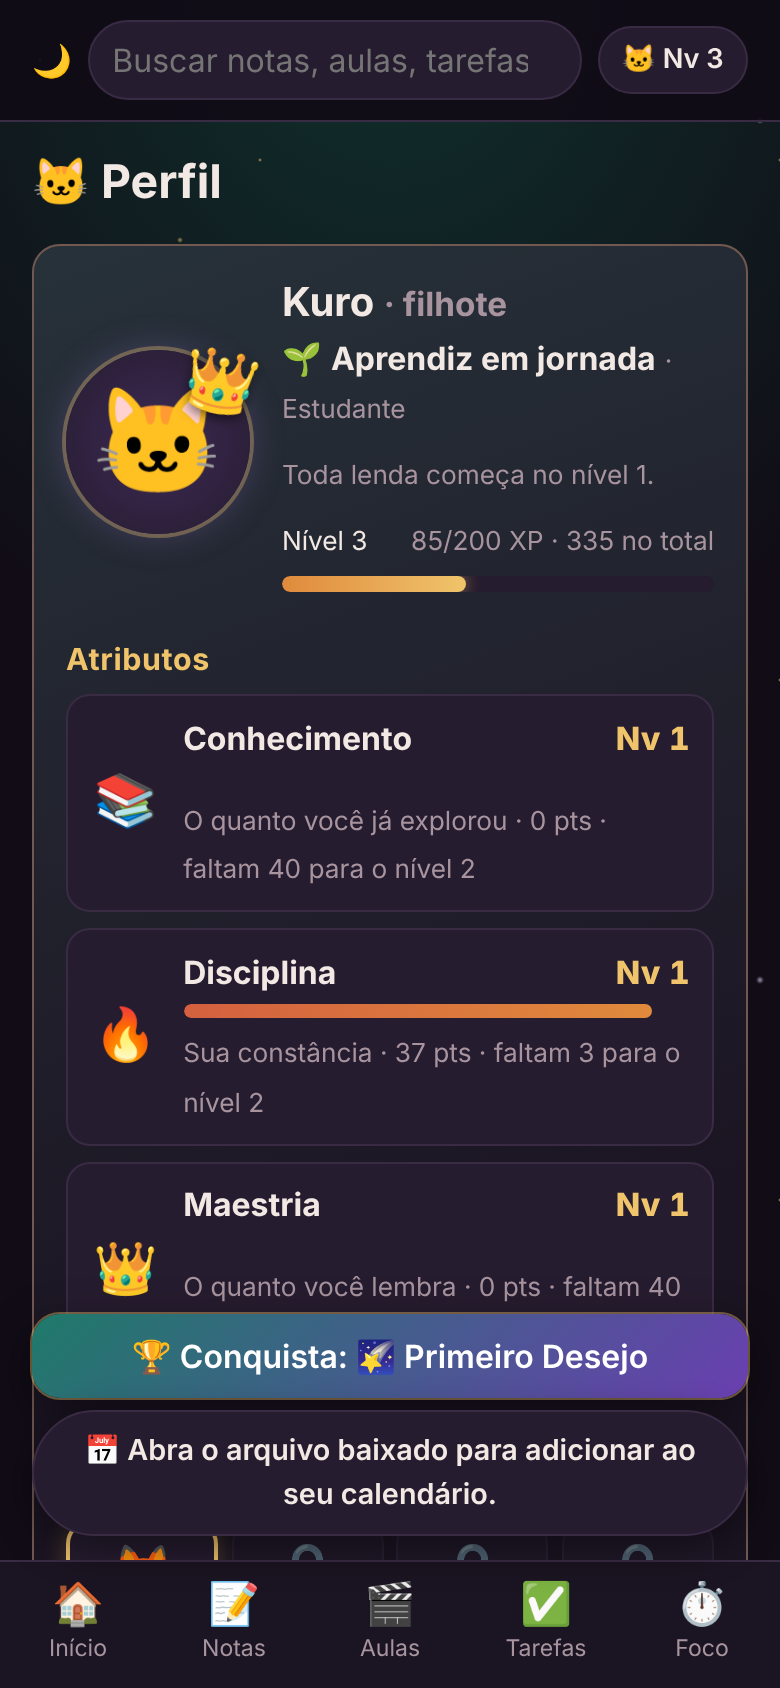 Buscar notas, aulas, tarefas
Nv 3
Perfil
Kuro · filhote
Aprendiz em jornada ·
Estudante
Toda lenda começa no nível 1.
Nível 3 85/200 XP · 335 no total
Atributos
Conhecimento Nv 1
O quanto você já explorou · 0 pts ·
faltam 40 para o nível 2
Disciplina Nv 1
Sua constância · 37 pts · faltam 3 para o
nível 2
Maestria Nv 1
O quanto você lembra · 0 pts · faltam 40
Conquista: Primeiro Desejo
July
17
Abra o arquivo baixado para adicionar ao
seu calendário.
Início Notas Aulas Tarefas Foco